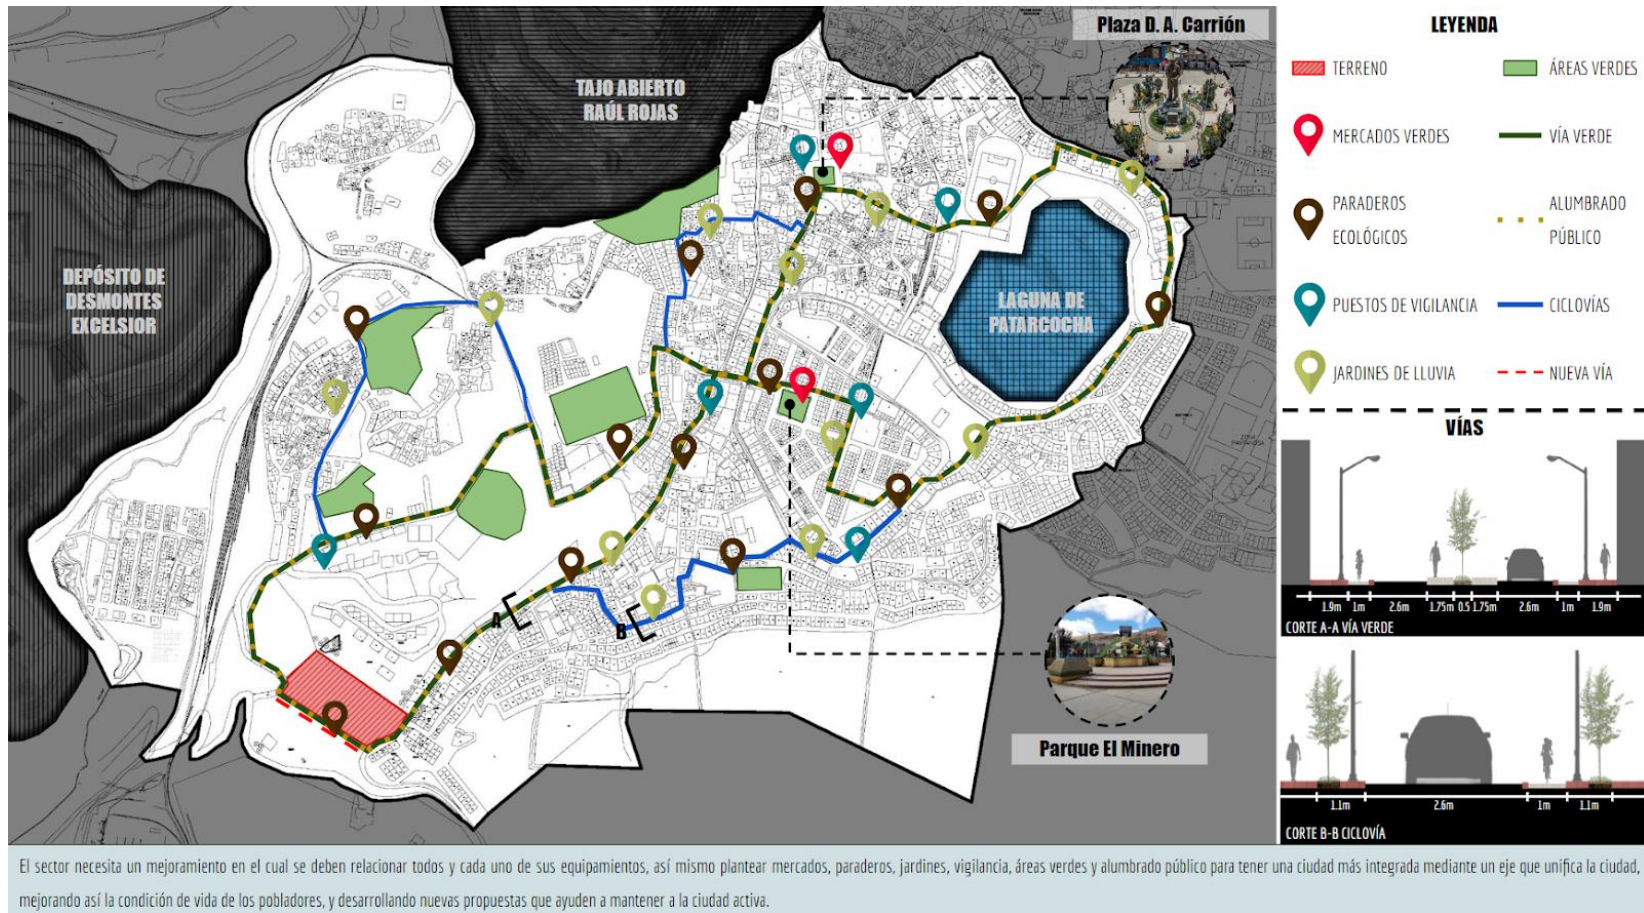 Plaza D. A. Carrión
TAJO ABIERTO
RAÚL ROJAS
DEPÓSITO DE
DESMONTES
EXCELSIOR
LAGUNA DE
PATARCOCHA
A
B
Parque El Minero
LEYENDA
TERRENO
ÁREAS VERDES
MERCADOS VERDES
VÍA VERDE
PARADEROS
ECOLÓGICOS
ALUMBRADO
PÚBLICO
PUESTOS DE VIGILANCIA
CICLOVÍAS
JARDINES DE LLUVIA
NUEVA VÍA
VÍAS
1.9m 1m 2.6m 1.75m 0.5 1.75m 2.6m 1m 1.9m
CORTE A-A VÍA VERDE
1.1m 2.6m 1m 1.1m
CORTE B-B CICLOVÍA
El sector necesita un mejoramiento en el cual se deben relacionar todos y cada uno de sus equipamientos, así mismo plantear mercados, paraderos, jardines, vigilancia, áreas verdes y alumbrado público para tener una ciudad más integrada mediante un eje que unifica la ciudad,
mejorando así la condición de vida de los pobladores, y desarrollando nuevas propuestas que ayuden a mantener a la ciudad activa.